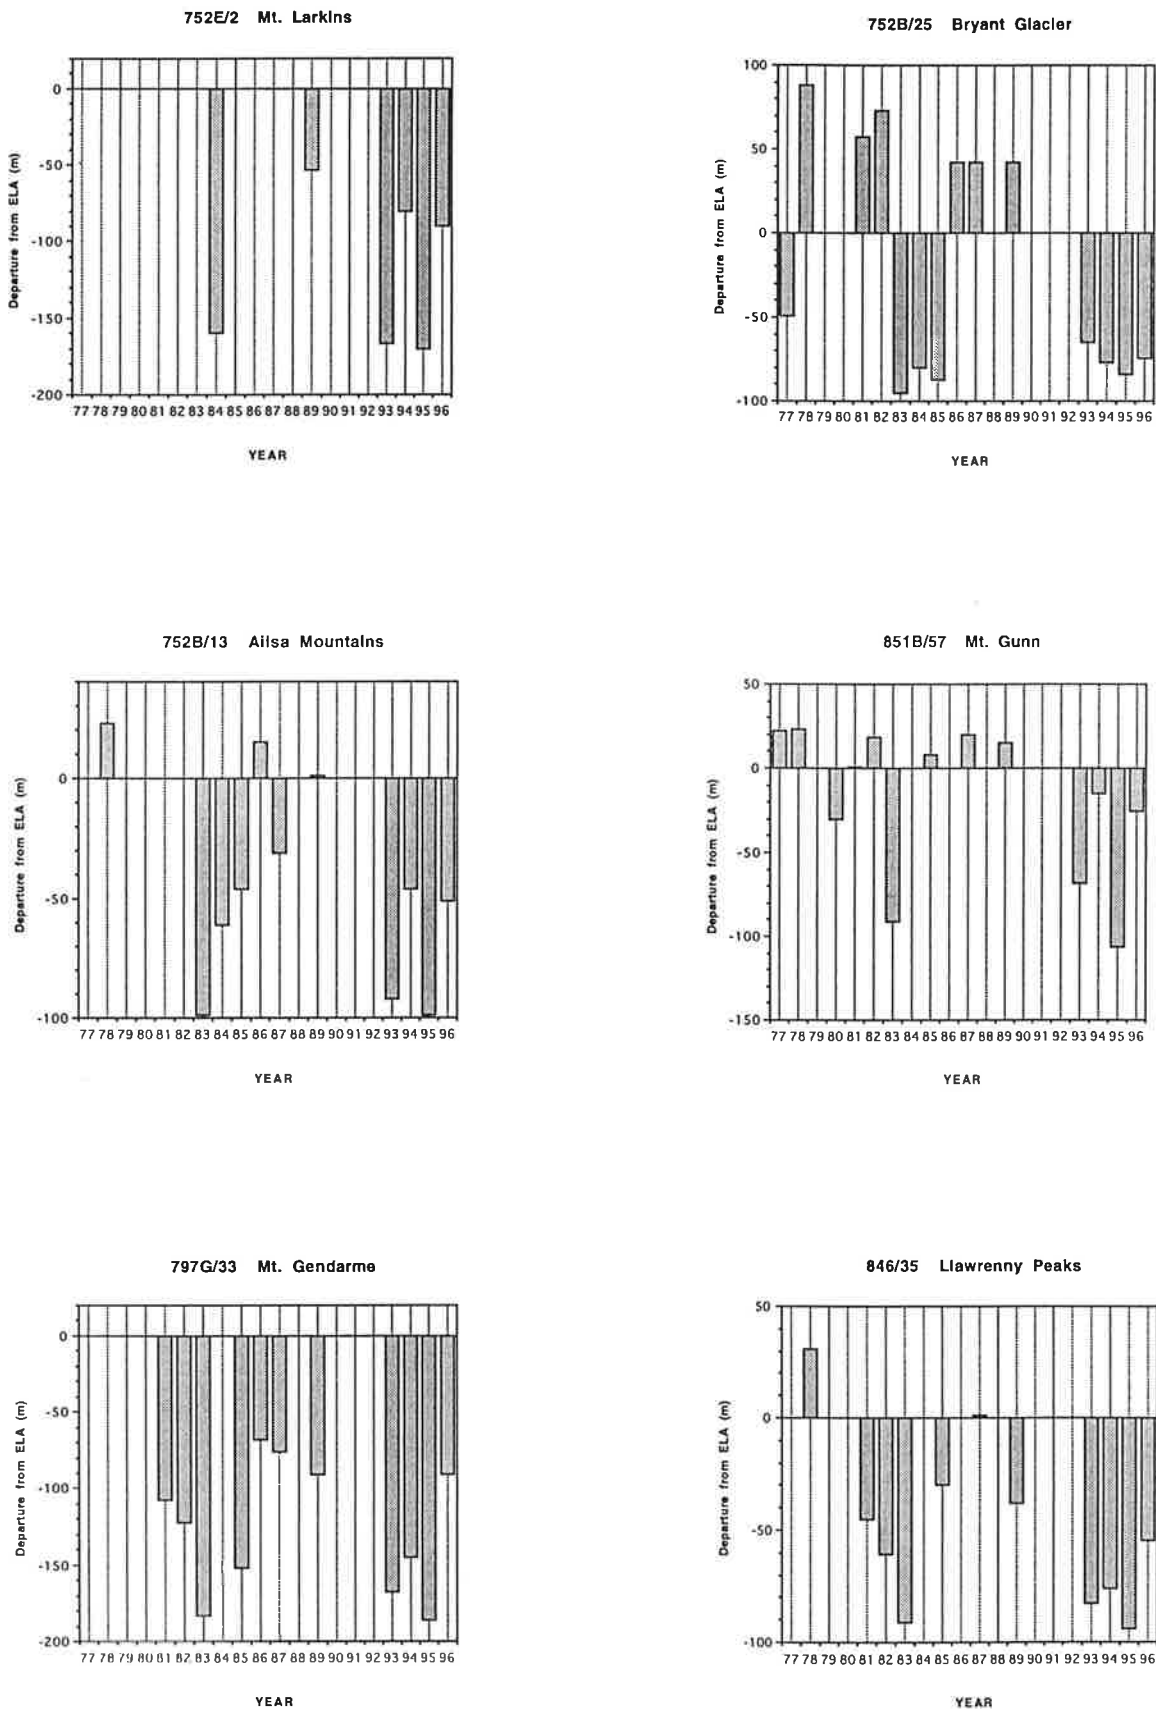 752E/2 Mt. Larkins
0
-50
-100
-150
-200
Departure from ELA (m)
77 78 79 80 81 82 83 84 85 86 87 88 89 90 91 92 93 94 95 96
YEAR
752B/25 Bryant Glacier
100
50
0
-50
-100
Departure from ELA (m)
77 78 79 80 81 82 83 84 85 86 87 88 89 90 91 92 93 94 95 96
YEAR
752B/13 Ailsa Mountains
0
-50
-100
Departure from ELA (m)
77 78 79 80 81 82 83 84 85 86 87 88 89 90 91 92 93 94 95 96
YEAR
851B/57 Mt. Gunn
50
0
-50
-100
-150
Departure from ELA (m)
77 78 79 80 81 82 83 84 85 86 87 88 89 90 91 92 93 94 95 96
YEAR
797G/33 Mt. Gendarme
0
-50
-100
-150
-200
Departure from ELA (m)
77 78 79 80 81 82 83 84 85 86 87 88 89 90 91 92 93 94 95 96
YEAR
846/35 Llawrenny Peaks
50
0
-50
-100
Departure from ELA (m)
77 78 79 80 81 82 83 84 85 86 87 88 89 90 91 92 93 94 95 96
YEAR